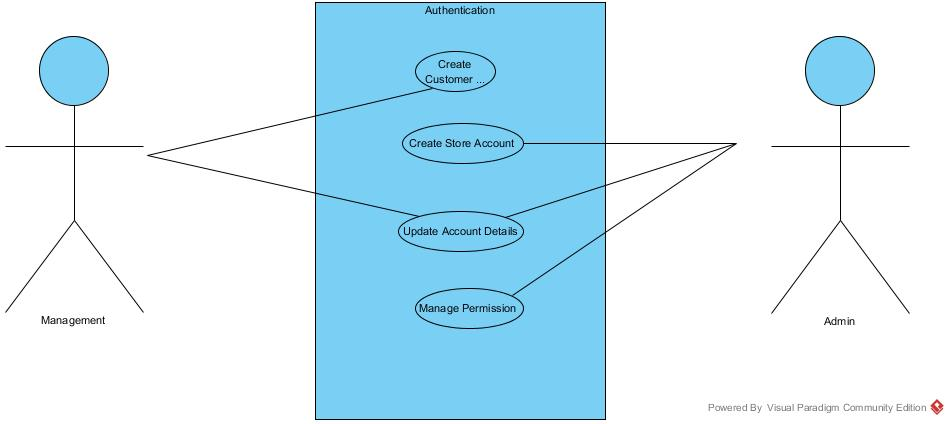 Authentication
Create
Customer ...
Create Store Account
Update Account Details
Manage Permission
Management
Admin
Powered By Visual Paradigm Community Edition